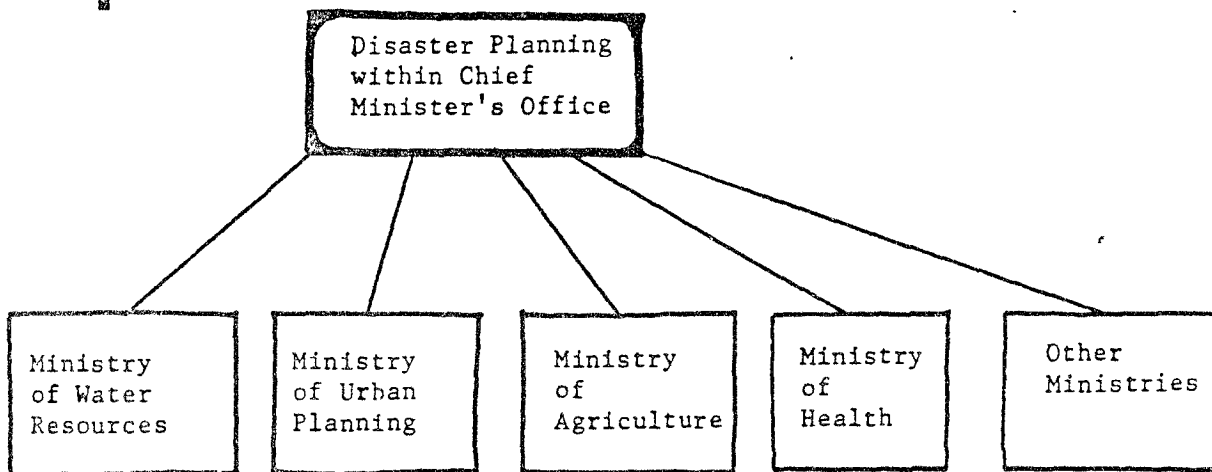 Disaster Planning
within Chief
Minister's Office
Ministry
of Water
Resources
Ministry
of Urban
Planning
Ministry
of
Agriculture
Ministry
of
Health
Other
Ministries